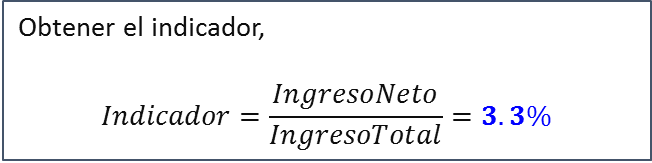 Obtener el indicador,
Indicador = IngresoNeto / IngresoTotal = 3.3%